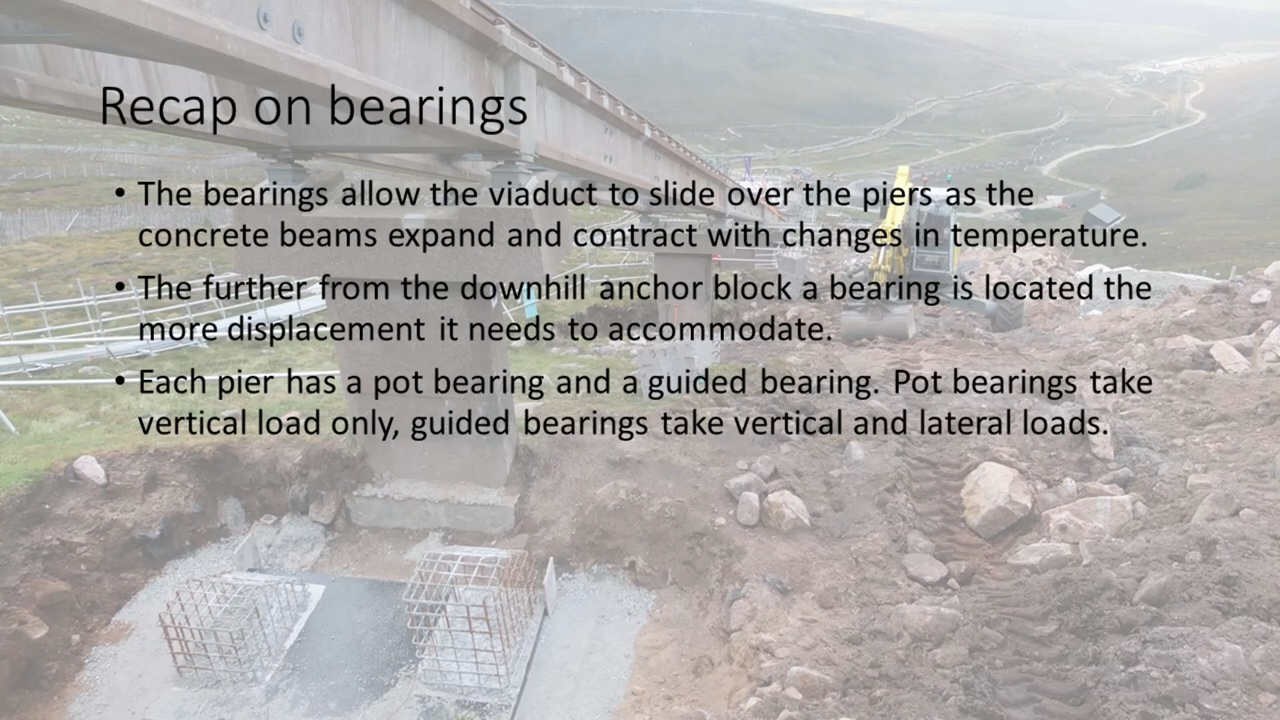 Recap on bearings
• The bearings allow the viaduct to slide over the piers as the
concrete beams expand and contract with changes in temperature.
• The further from the downhill anchor block a bearing is located the
more displacement it needs to accommodate.
• Each pier has a pot bearing and a guided bearing. Pot bearings take
vertical load only, guided bearings take vertical and lateral loads.